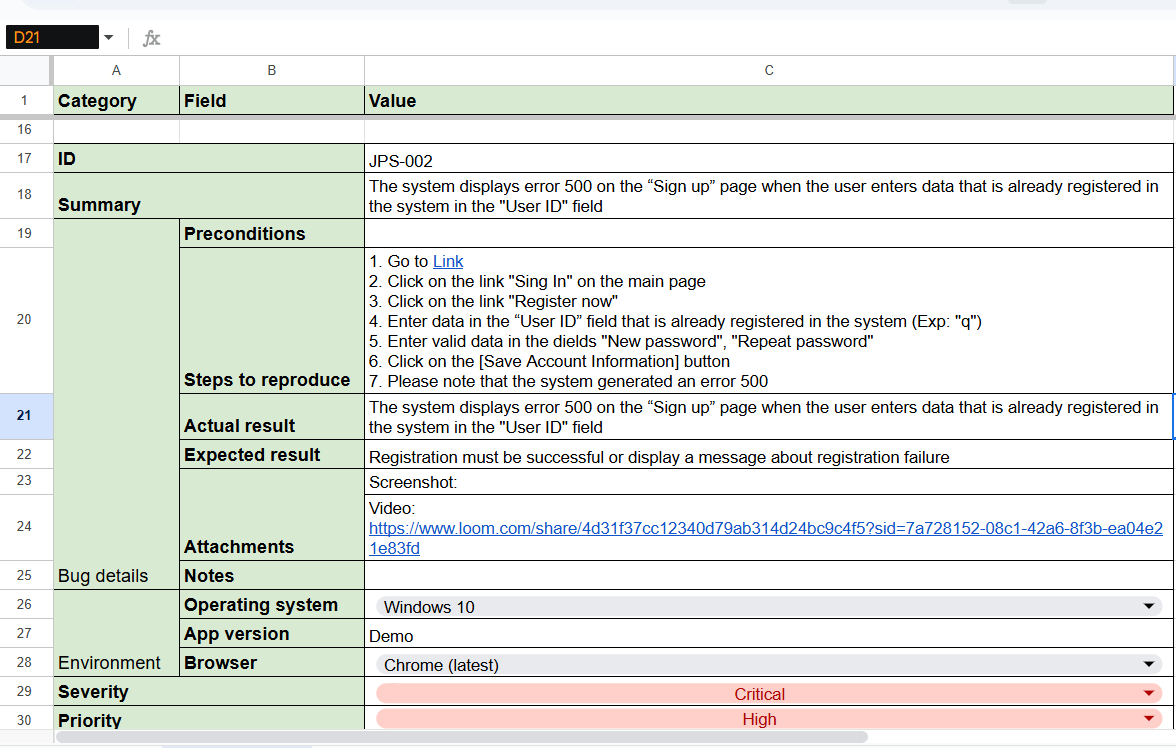 D21
fx
A B C
1 Category Field Value
16
17 ID JPS-002
18 Summary The system displays error 500 on the “Sign up” page when the user enters data that is already registered in
the system in the "User ID" field
19 Preconditions
20 Steps to reproduce 1. Go to Link
2. Click on the link "Sing In" on the main page
3. Click on the link "Register now"
4. Enter data in the “User ID” field that is already registered in the system (Exp: "q")
5. Enter valid data in the dields "New password", "Repeat password"
6. Click on the [Save Account Information] button
7. Please note that the system generated an error 500
21 Actual result The system displays error 500 on the “Sign up” page when the user enters data that is already registered in
the system in the "User ID" field
22 Expected result Registration must be successful or display a message about registration failure
23 Screenshot:
24 Attachments Video:
https://www.loom.com/share/4d31f37cc12340d79ab314d24bc9c4f5?sid=7a728152-08c1-42a6-8f3b-ea04e2
1e83fd
25 Bug details Notes
26 Operating system Windows 10
27 App version Demo
28 Environment Browser Chrome (latest)
29 Severity Critical
30 Priority High